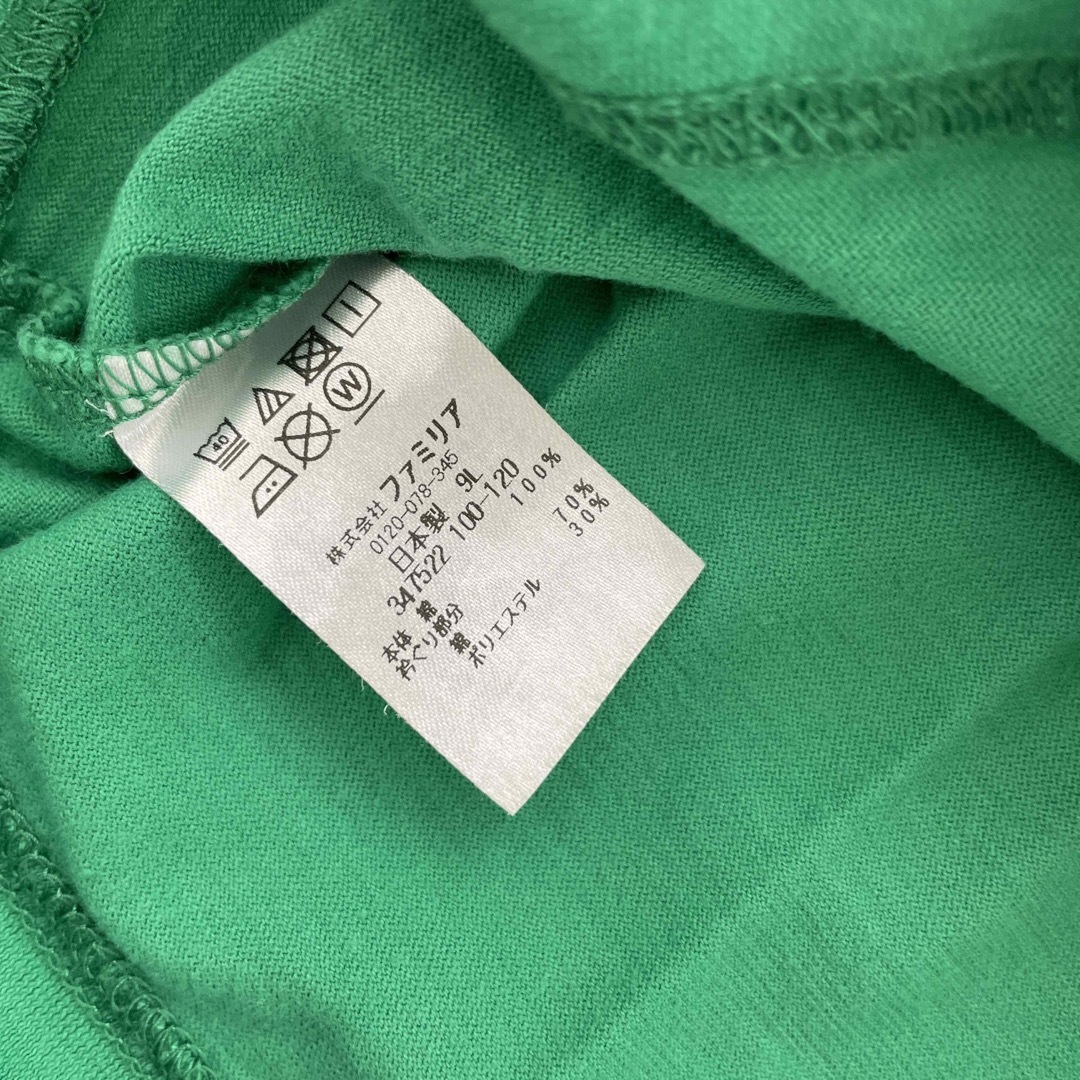 40
W
株式会社 ファミリア
0120-078-345
日本製 9L
347522 100-120
本体 綿 100%
衿ぐり部分
綿 70%
ポリエステル 30%